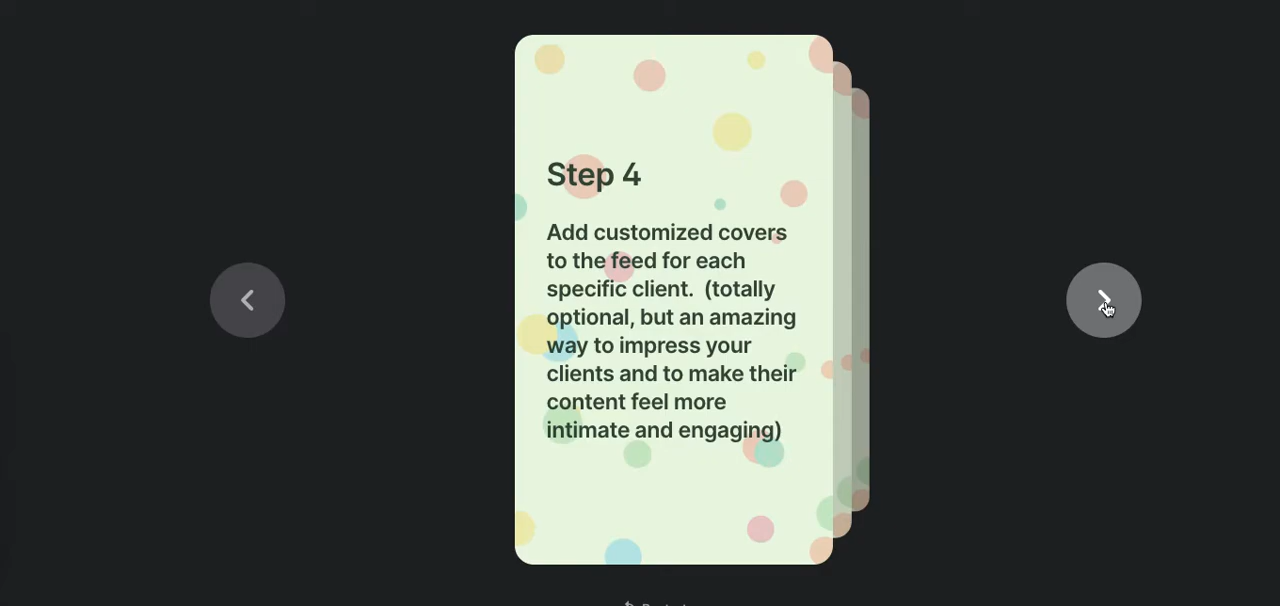 Step 4
Add customized covers
to the feed for each
specific client.  (totally
optional, but an amazing
way to impress your
clients and to make their
content feel more
intimate and engaging)